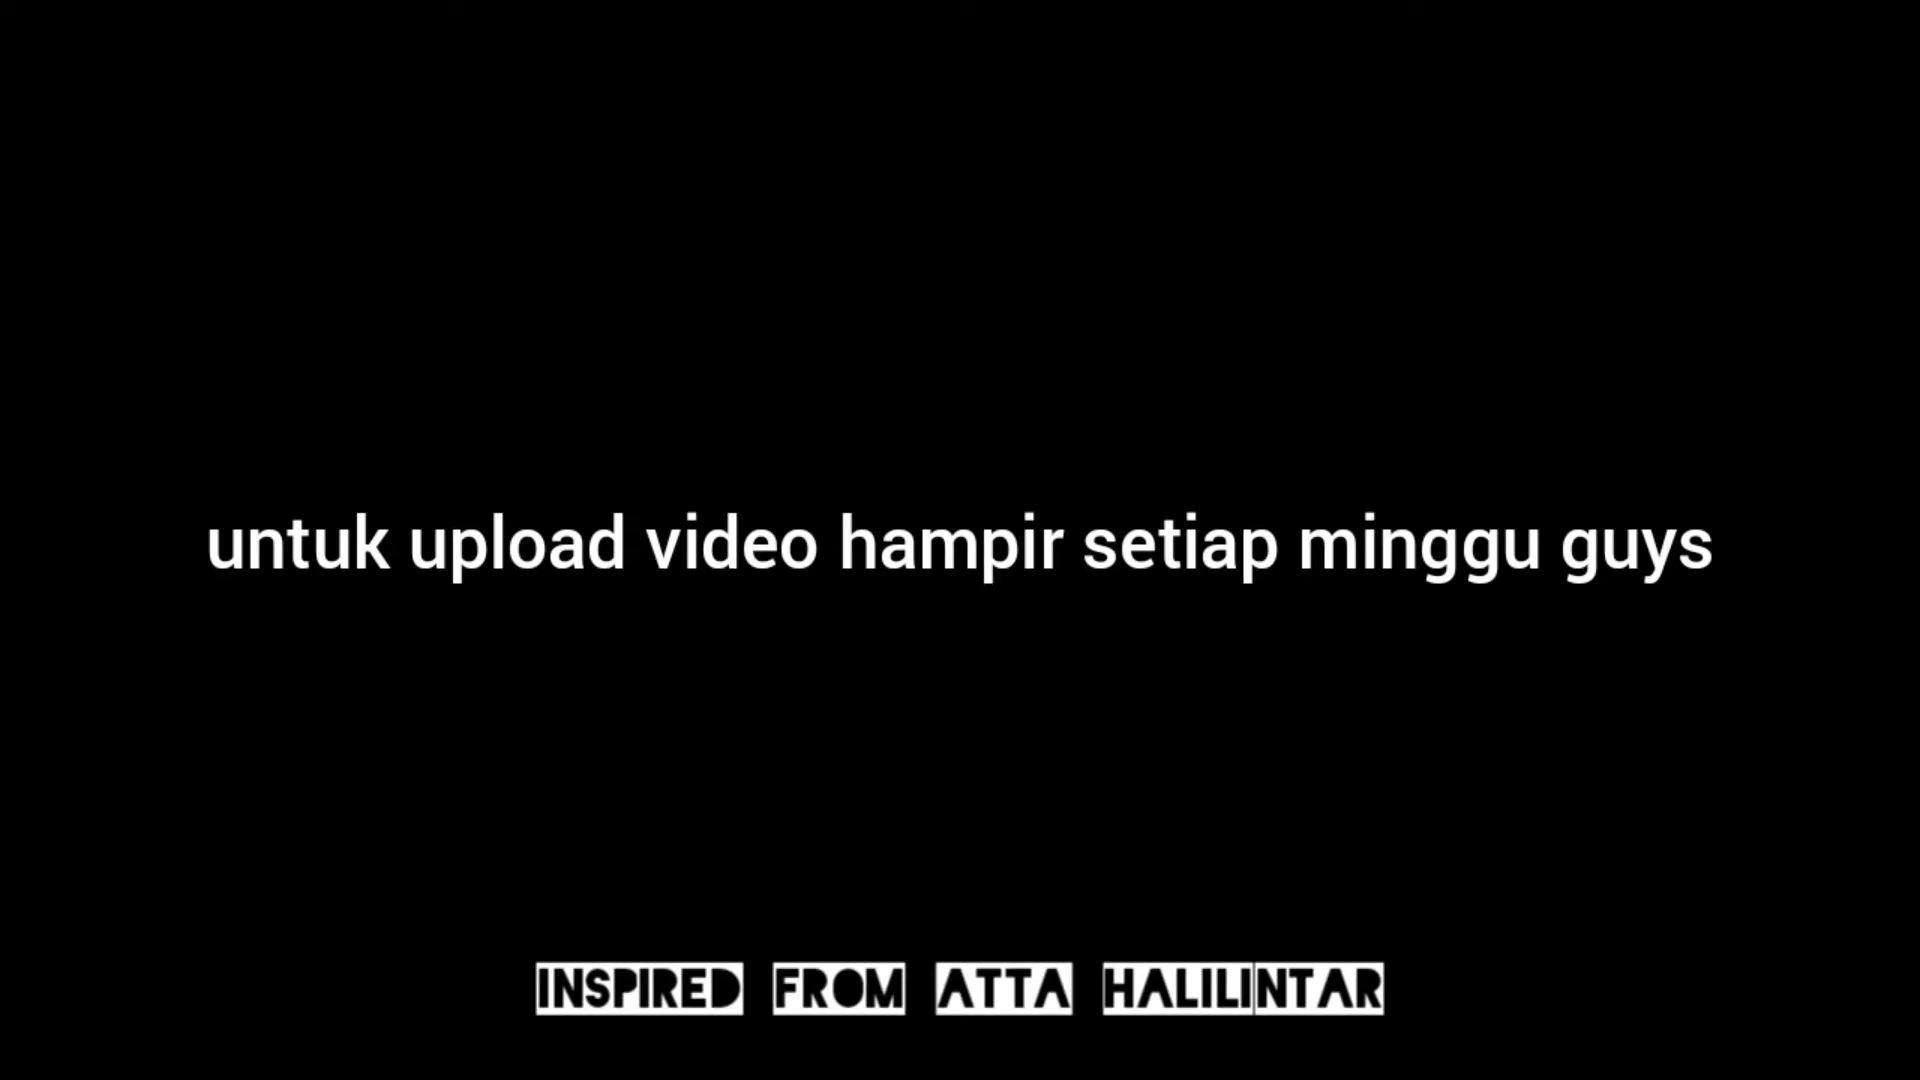 untuk upload video hampir setiap minggu guys
INSPIRED FROM ATTA HALILINTAR